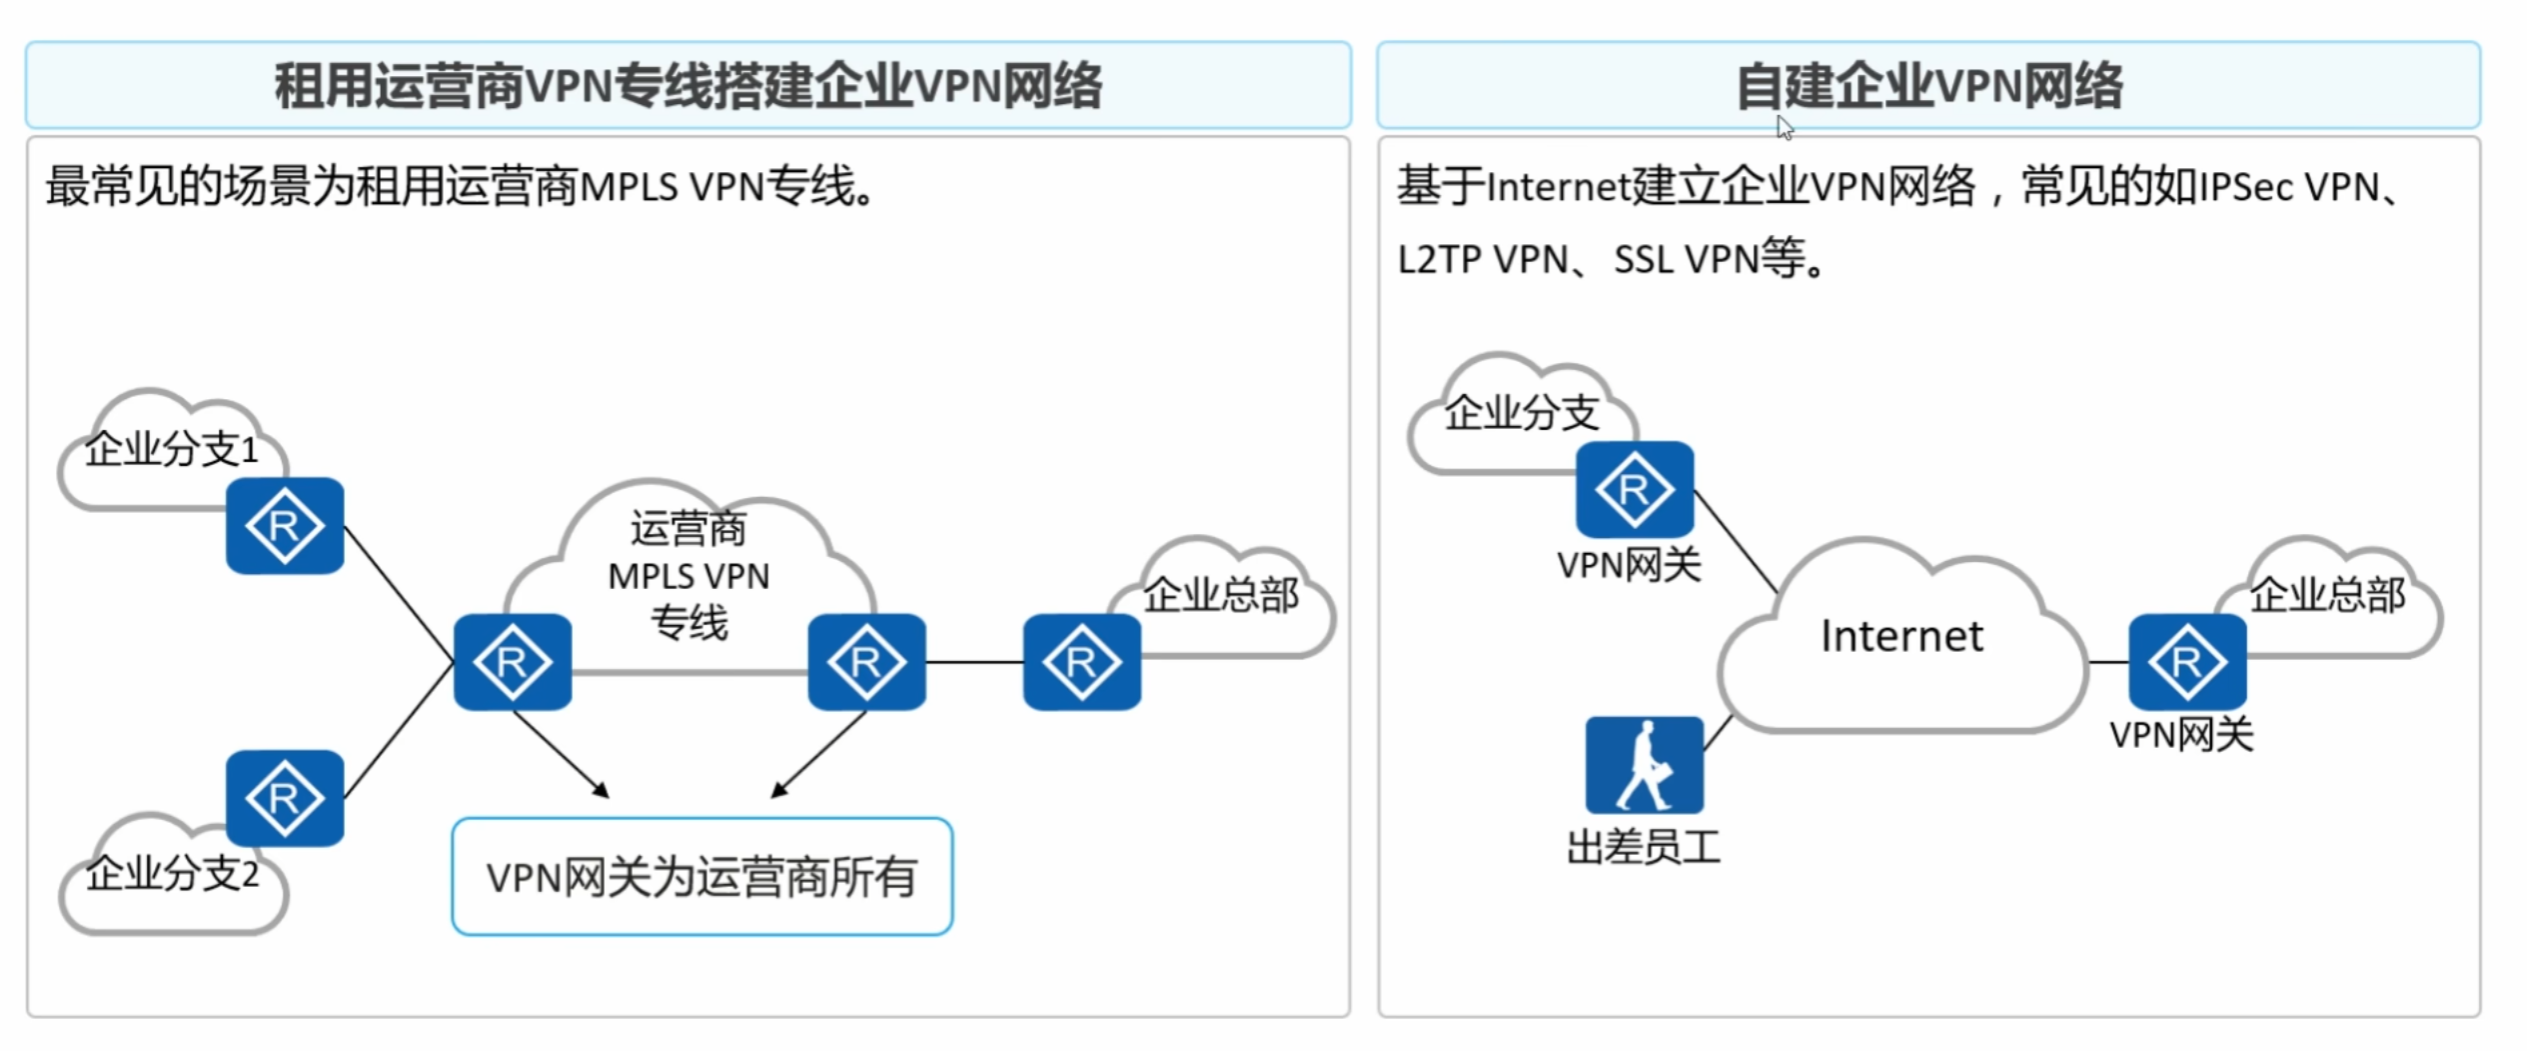 租用运营商VPN专线搭建企业VPN网络
最常见的场景为租用运营商MPLS VPN专线。
企业分支1
R
运营商
MPLS VPN
专线
企业总部
R
R
R
R
企业分支2
VPN网关为运营商所有
自建企业VPN网络
基于Internet建立企业VPN网络，常见的如IPSec VPN、
L2TP VPN、SSL VPN等。
企业分支
R
VPN网关
Internet
企业总部
R
VPN网关
出差员工